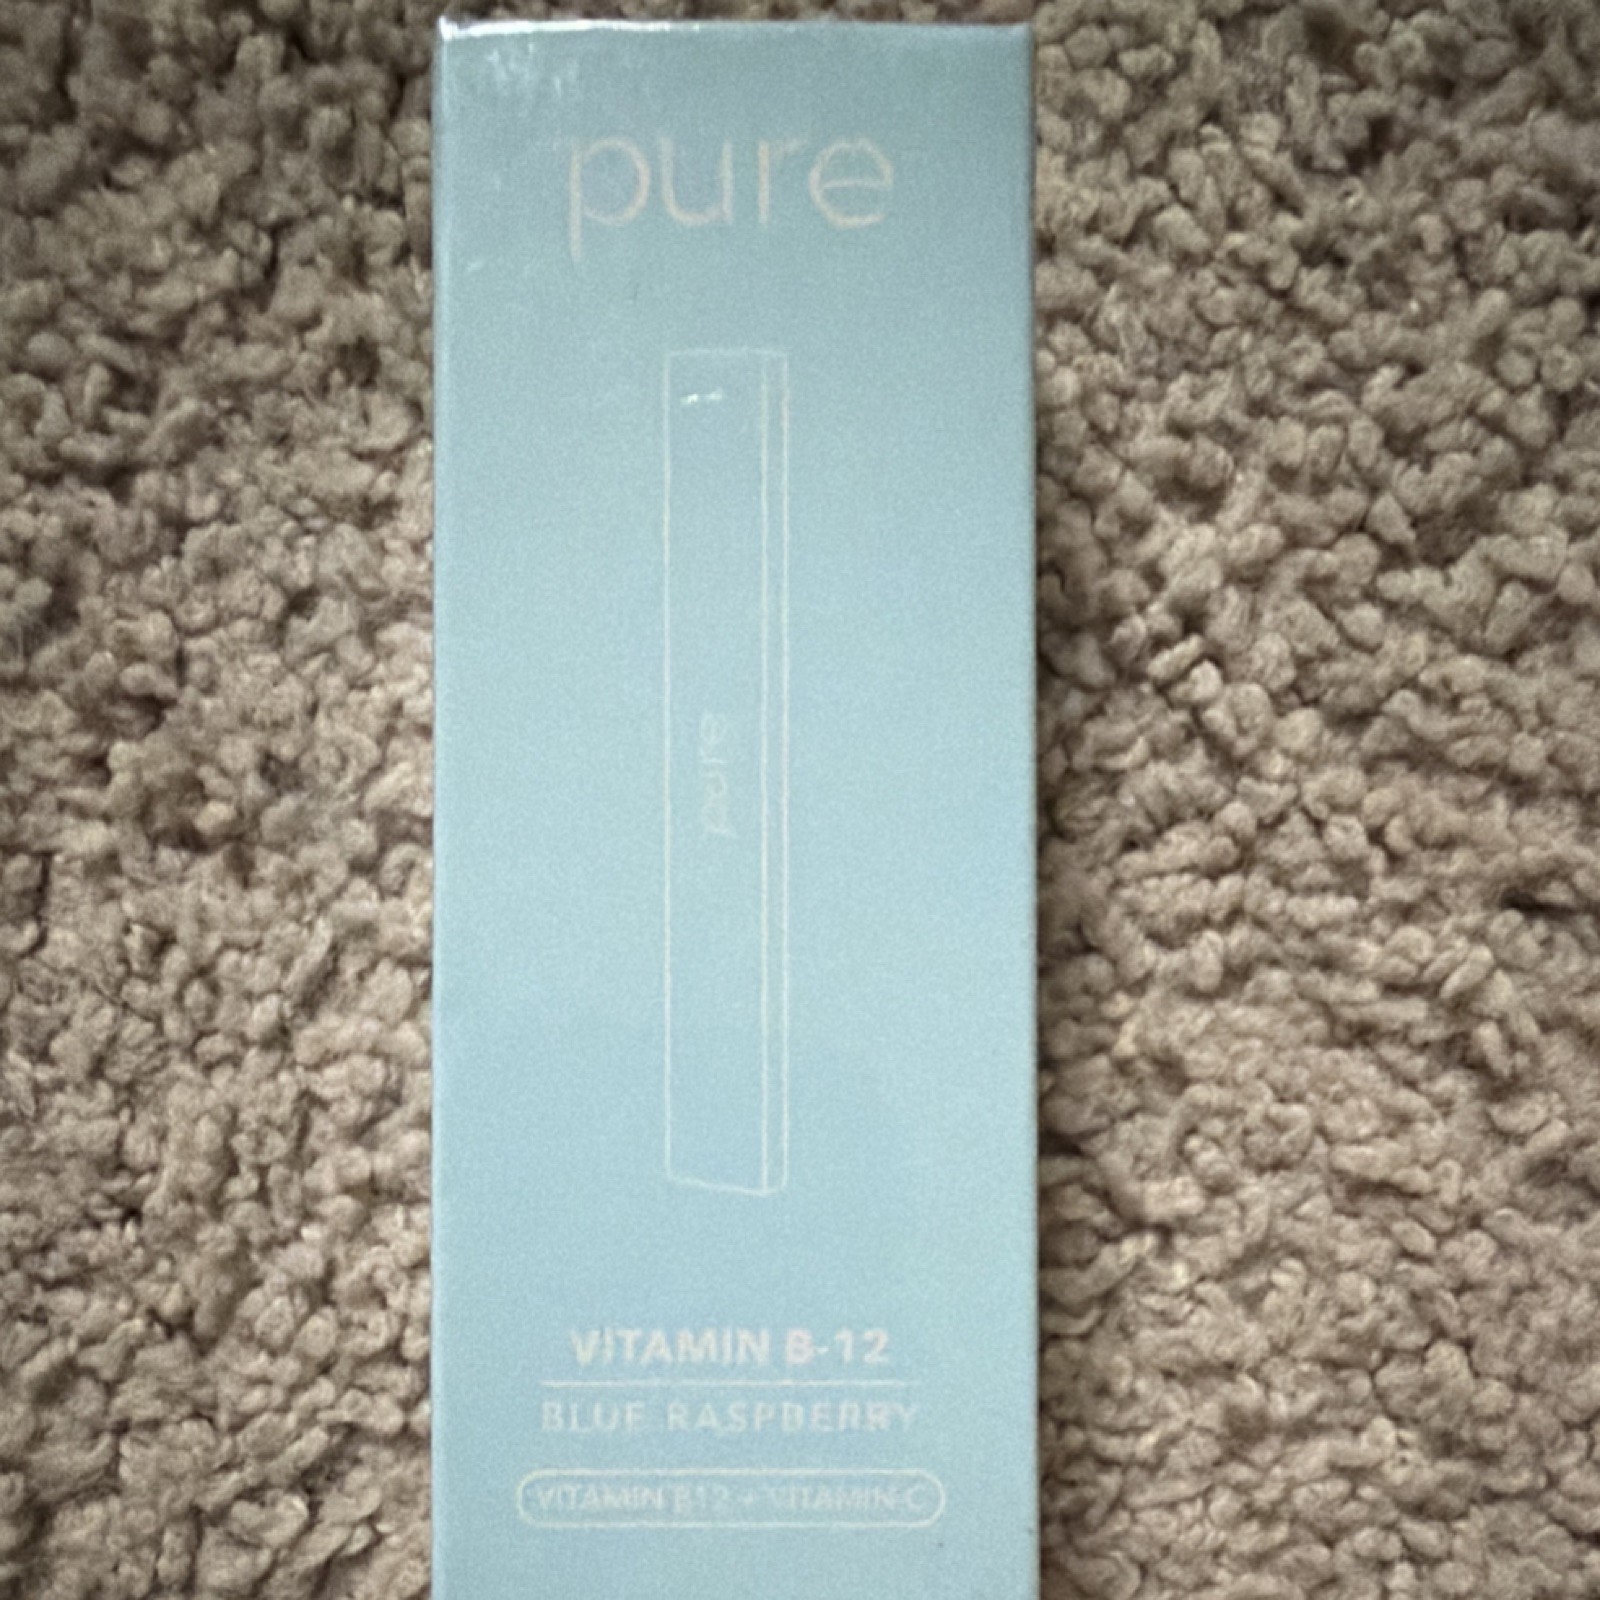 pure
pure
VITAMIN B-12
BLUE RASPBERRY
VITAMIN B12 + VITAMIN C